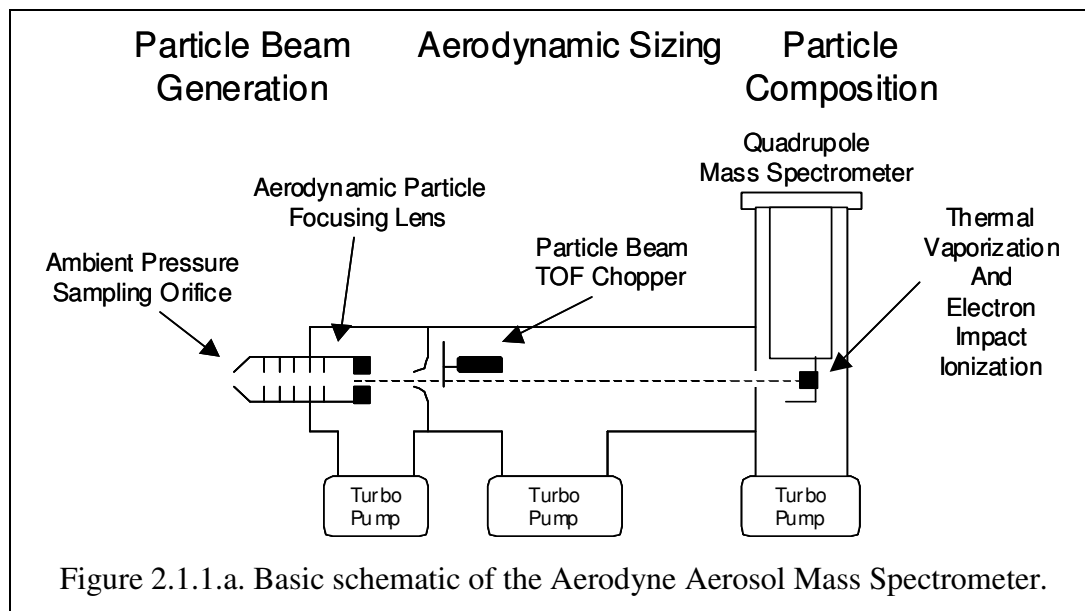 Particle Beam
Generation
Aerodynamic Sizing
Particle
Composition
Quadrupole
Mass Spectrometer
Aerodynamic Particle
Focusing Lens
Thermal
Vaporization
And
Electron
Impact
Ionization
Particle Beam
TOF Chopper
Ambient Pressure
Sampling Orifice
Turbo
Pump
Turbo
Pump
Turbo
Pump
Figure 2.1.1.a. Basic schematic of the Aerodyne Aerosol Mass Spectrometer.